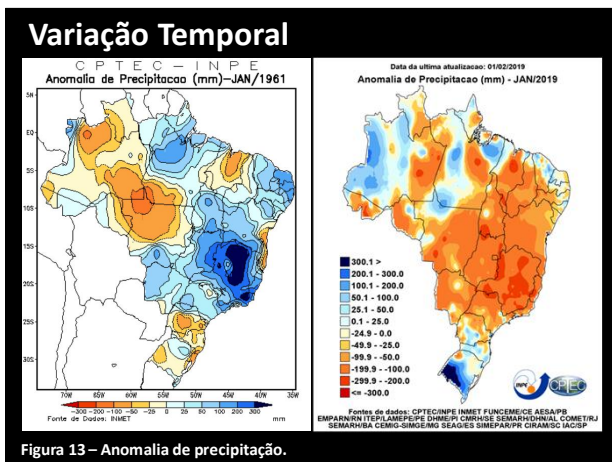 Variação Temporal
CPTEC-INPE
Anomalia de Precipitacao (mm)-JAN/1961
5N
EQ
5S
10S
15S
20S
25S
30S
70W 65W 60W 55W 50W 45W 40W 35W
-300 -200 -100 -50 -25 0 25 50 100 200 300
mm
Fonte de Dados: INMET
Data da ultima atualizacao: 01/02/2019
Anomalia de Precipitacao (mm) - JAN/2019
300.1 >
200.1 - 300.0
100.1 - 200.0
50.1 - 100.0
25.1 - 50.0
0.1 - 25.0
-24.9 - 0.0
-49.9 - -25.0
-99.9 - -50.0
-199.9 - -100.0
-299.9 - -200.0
<= -300.0
INPE CPTEC
Fontes de dados: CPTEC/INPE INMET FUNCEME/CE AESA/PB
EMPARN/RN ITEP/LAMEPE/PE DHME/PI CMRH/SE SEMARH/DHN/AL COMET/RJ
SEMARH/BA CEMIG-SIMGE/MG SEAG/ES SIMEPAR/PR CIRAM/SC IAC/SP
Figura 13 – Anomalia de precipitação.